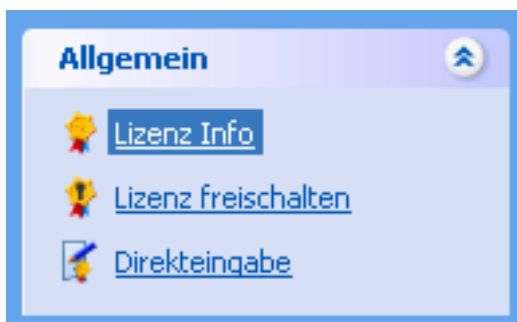 Allgemein
Lizenz Info
Lizenz freischalten
Direkteingabe